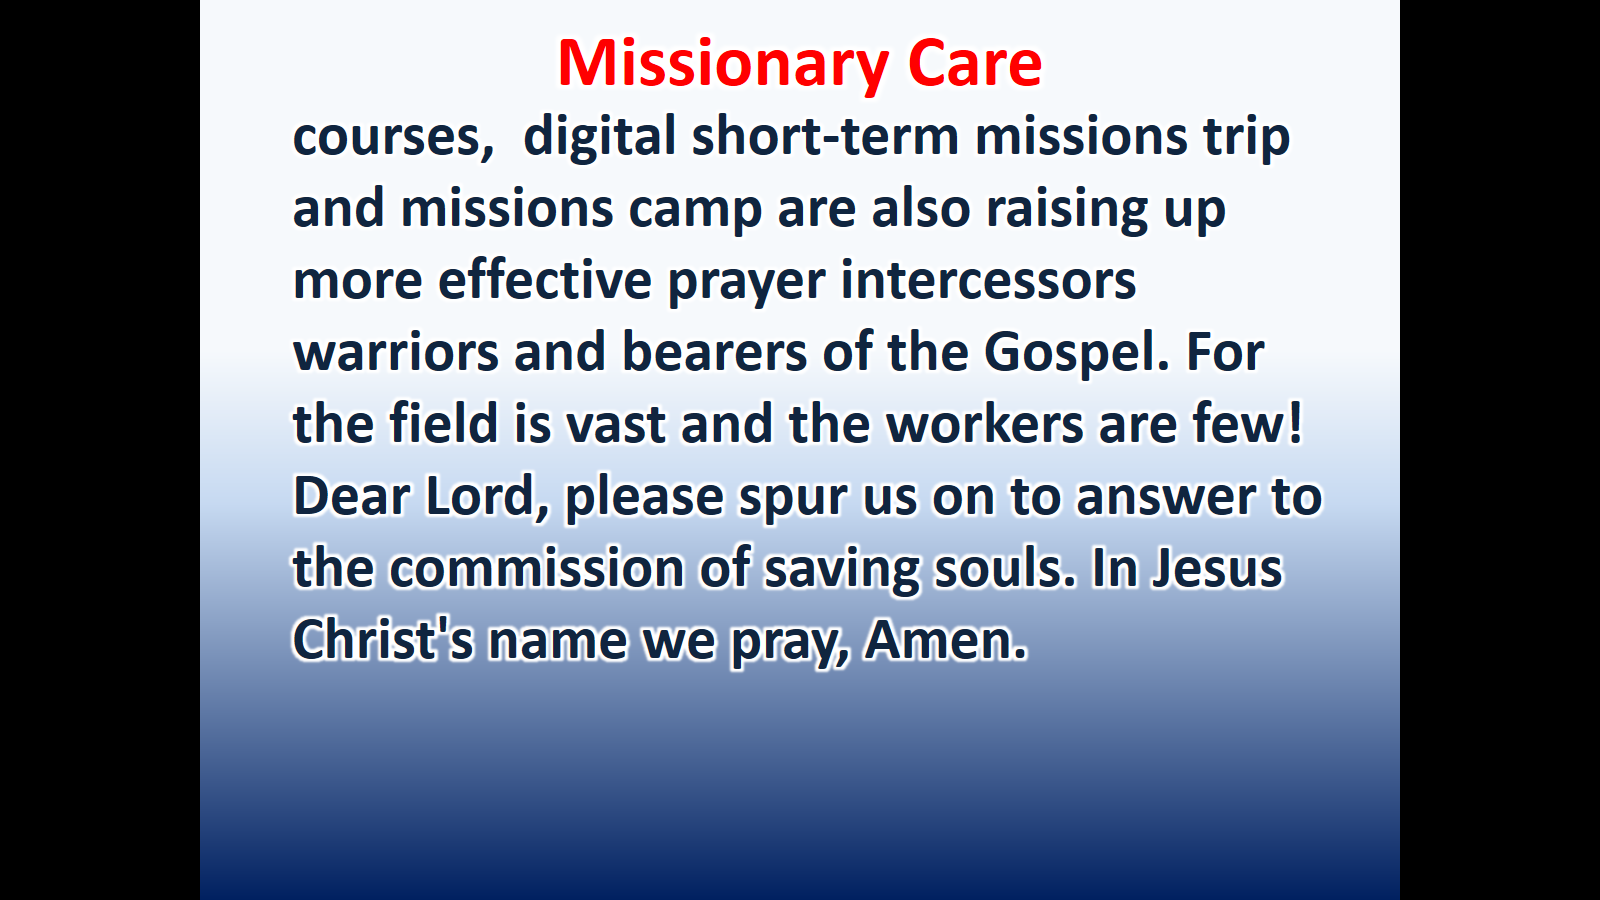 Missionary Care
courses,  digital short-term missions trip
and missions camp are also raising up
more effective prayer intercessors
warriors and bearers of the Gospel. For
the field is vast and the workers are few!
Dear Lord, please spur us on to answer to
the commission of saving souls. In Jesus
Christ's name we pray, Amen.